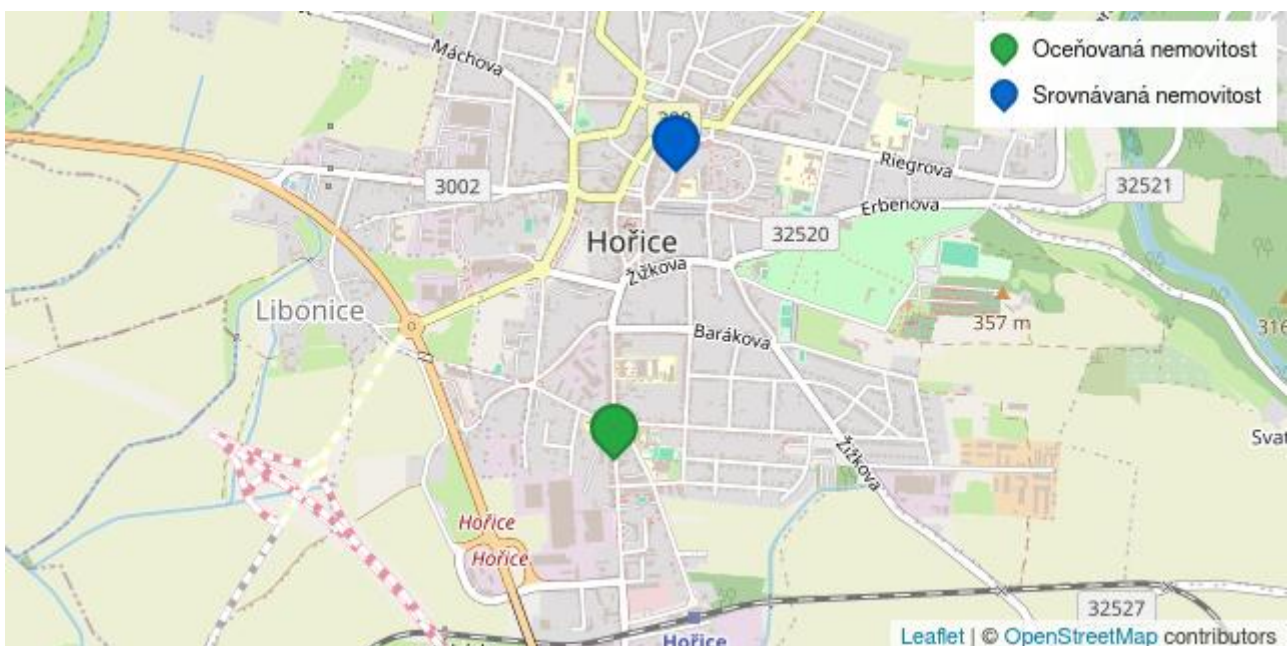 Oceňovaná nemovitost
Srovnávaná nemovitost
Máchova
Riegrova
3002
32521
Erbenova
32520
Hořice
Žižkova
Libonice
357 m
Barákova
Žižkova
Hořice
Hořice
32527
Hořice
Leaflet | © OpenStreetMap contributors